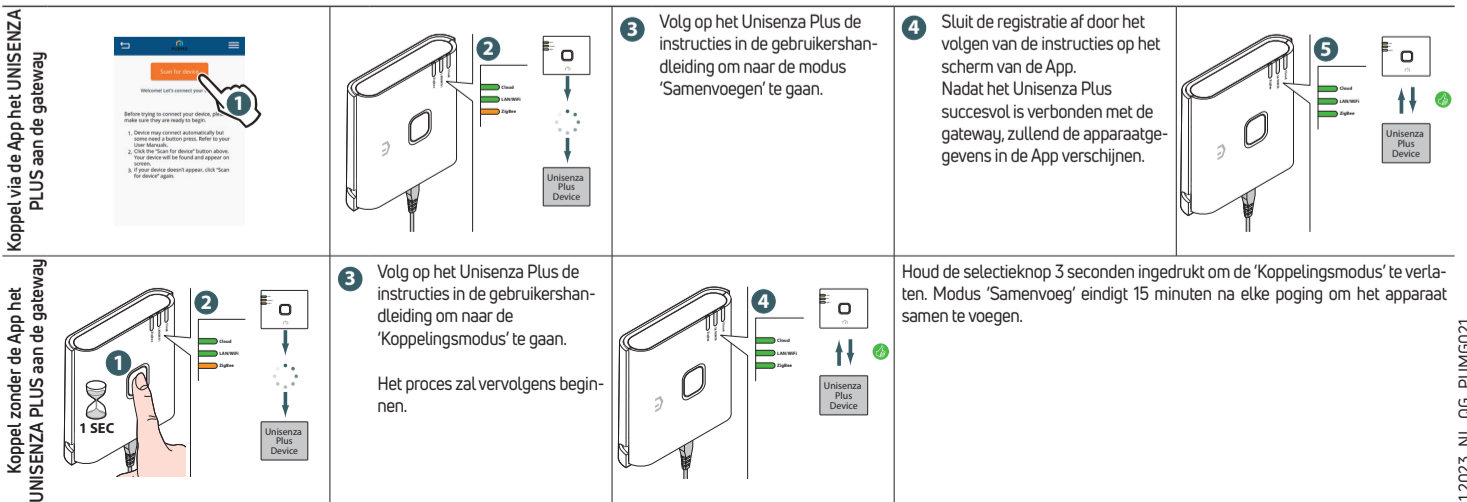 Koppel via de App het UNISENZA
PLUS aan de gateway
Scan for device
Welcome! Let's connect your
1
Before trying to connect your device, please
make sure they are ready to begin.
1. Device may connect automatically but
some need a button press. Refer to your
User Manuals.
2. Click the "Scan for device" button above.
Your device will be found and appear on
screen.
3. If your device doesn't appear, click "Scan
for device" again.
2
Cloud
LAN/WiFi
ZigBee
Unisenza
Plus
Device
3
Volg op het Unisenza Plus de
instructies in de gebruikershan-
dleiding om naar de modus
'Samenvoegen' te gaan.
4
Sluit de registratie af door het
volgen van de instructies op het
scherm van de App.
Nadat het Unisenza Plus
succesvol is verbonden met de
gateway, zullend de apparaatge-
gevens in de App verschijnen.
5
Cloud
LAN/WiFi
ZigBee
Unisenza
Plus
Device
Koppel zonder de App het
UNISENZA PLUS aan de gateway
1
1 SEC
2
Cloud
LAN/WiFi
ZigBee
Unisenza
Plus
Device
3
Volg op het Unisenza Plus de
instructies in de gebruikershan-
dleiding om naar de
'Koppelingsmodus' te gaan.
Het proces zal vervolgens begin-
nen.
4
Cloud
LAN/WiFi
ZigBee
Unisenza
Plus
Device
Houd de selectieknop 3 seconden ingedrukt om de 'Koppelingsmodus' te verla-
ten. Modus 'Samenvoeg' eindigt 15 minuten na elke poging om het apparaat
samen te voegen.